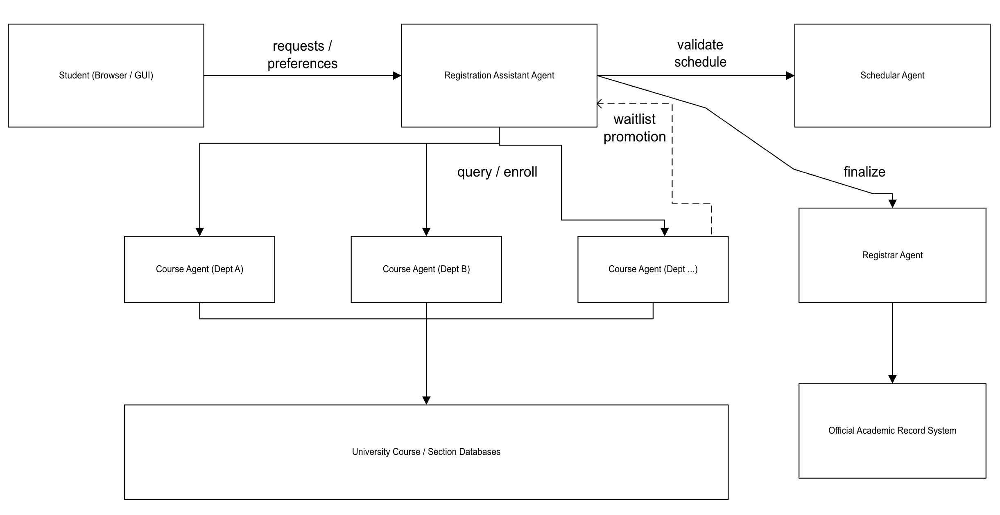 requests /
preferences
validate
schedule
Student (Browser / GUI)
Registration Assistant Agent
Schedular Agent
waitlist
promotion
query / enroll
finalize
Course Agent (Dept A)
Course Agent (Dept B)
Course Agent (Dept ...)
Registrar Agent
University Course / Section Databases
Official Academic Record System